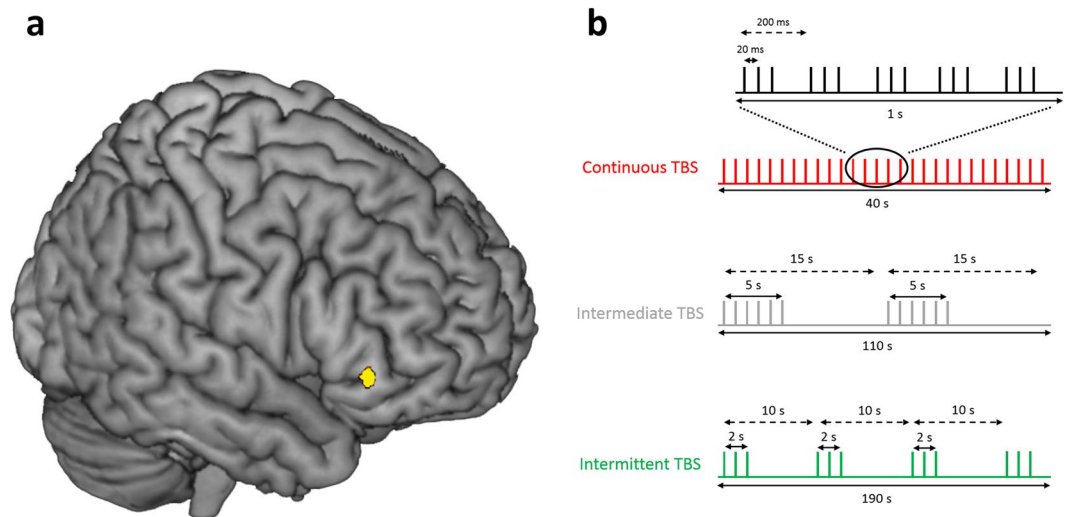 a
b
200 ms
20 ms
1 s
Continuous TBS
40 s
15 s 15 s
5 s 5 s
Intermediate TBS
110 s
10 s 10 s 10 s
2 s 2 s 2 s
Intermittent TBS
190 s